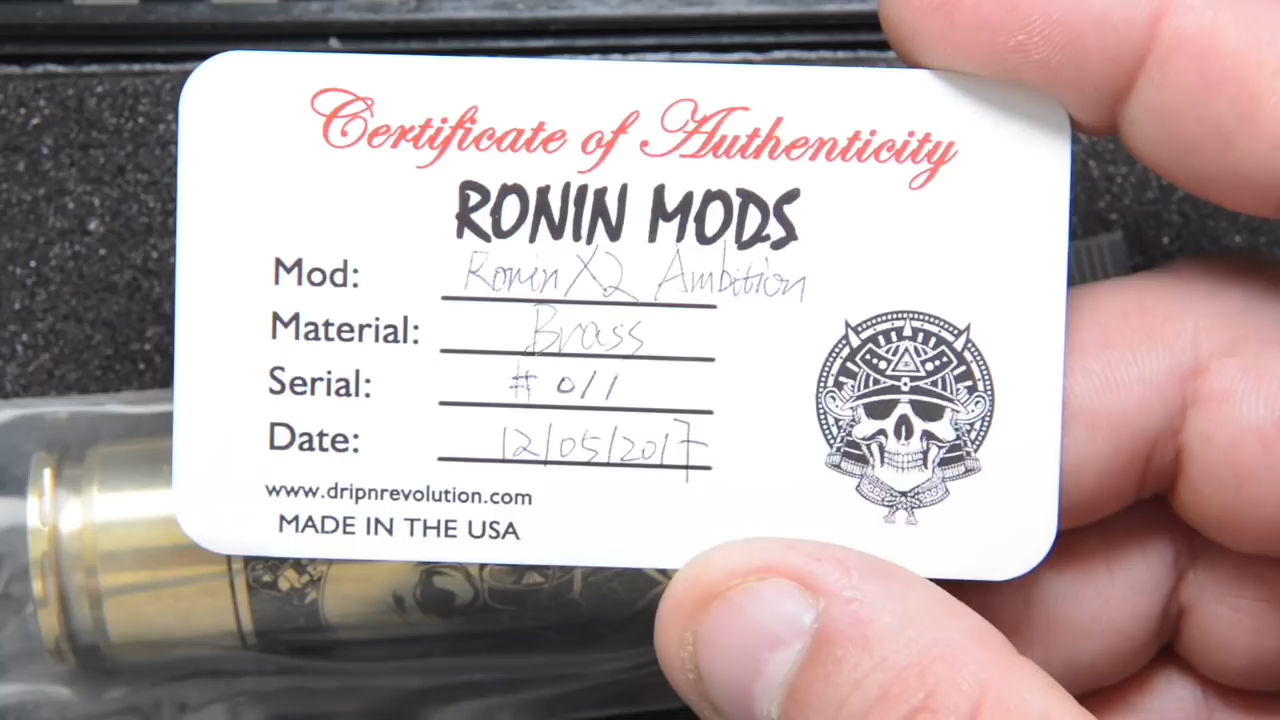 Certificate of Authenticity
RONIN MODS
Mod: Ronin X2 Ambition
Material: Brass
Serial: # 011
Date: 12/05/2017
www.dripnrevolution.com
MADE IN THE USA